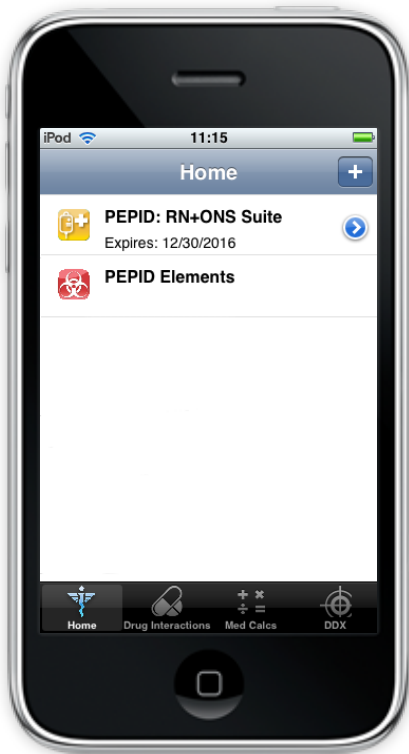 iPod 11:15
Home
+
PEPID: RN+ONS Suite
Expires: 12/30/2016
PEPID Elements
Home Drug Interactions Med Calcs DDX